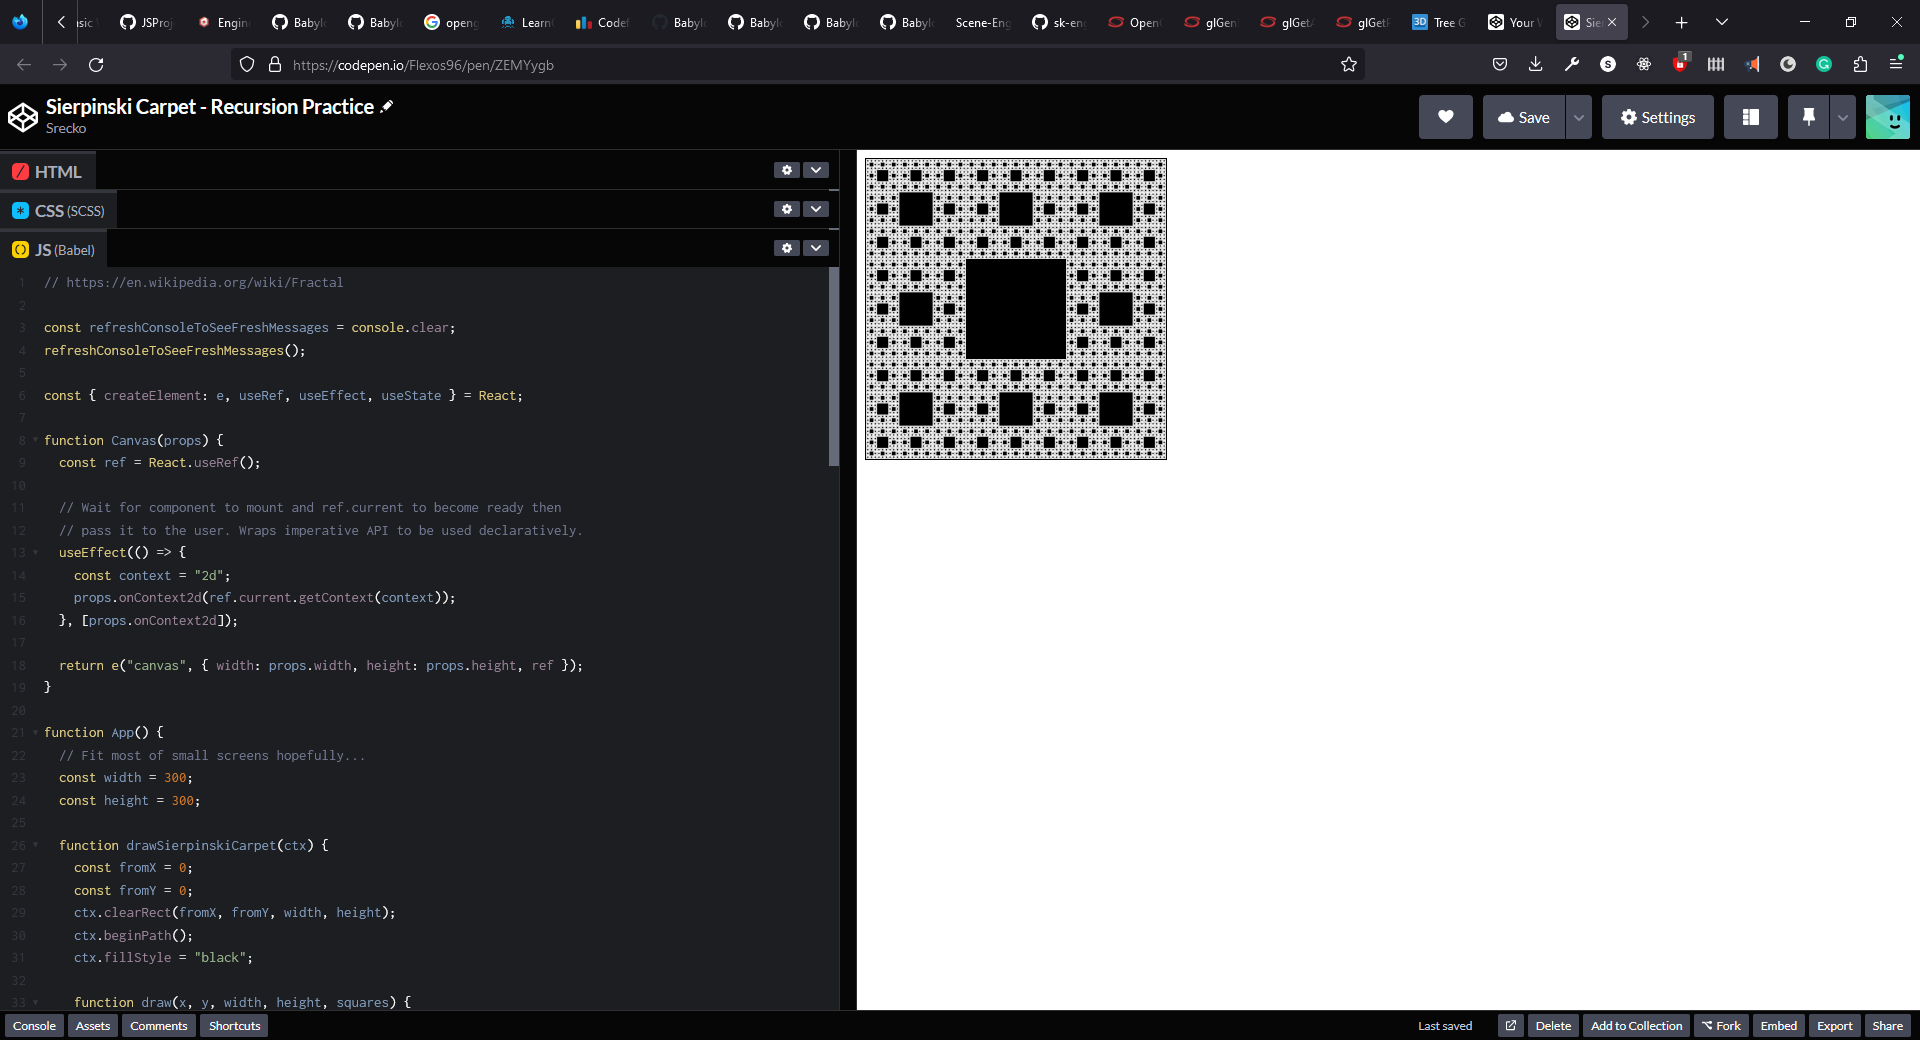 JSProj
Engin
Babyl
Babyl
openg
Learn
Codef
Babyl
Babyl
Babyl
Babyl
Scene-Eng
sk-eng
Open
glGen
glGetA
glGetP
Tree G
Your W
Sie
https://codepen.io/Flexos96/pen/ZEMYygb
1
Sierpinski Carpet - Recursion Practice
Srecko
Save
Settings
HTML
CSS (SCSS)
JS (Babel)
1 // https://en.wikipedia.org/wiki/Fractal
2
3 const refreshConsoleToSeeFreshMessages = console.clear;
4 refreshConsoleToSeeFreshMessages();
5
6 const { createElement: e, useRef, useEffect, useState } = React;
7
8 function Canvas(props) {
9 const ref = React.useRef();
10
11 // Wait for component to mount and ref.current to become ready then
12 // pass it to the user. Wraps imperative API to be used declaratively.
13 useEffect(() => {
14 const context = "2d";
15 props.onContext2d(ref.current.getContext(context));
16 }, [props.onContext2d]);
17
18 return e("canvas", { width: props.width, height: props.height, ref });
19 }
20
21 function App() {
22 // Fit most of small screens hopefully...
23 const width = 300;
24 const height = 300;
25
26 function drawSierpinskiCarpet(ctx) {
27 const fromX = 0;
28 const fromY = 0;
29 ctx.clearRect(fromX, fromY, width, height);
30 ctx.beginPath();
31 ctx.fillStyle = "black";
32
33 function draw(x, y, width, height, squares) {
Console Assets Comments Shortcuts Last saved Delete Add to Collection Fork Embed Export Share